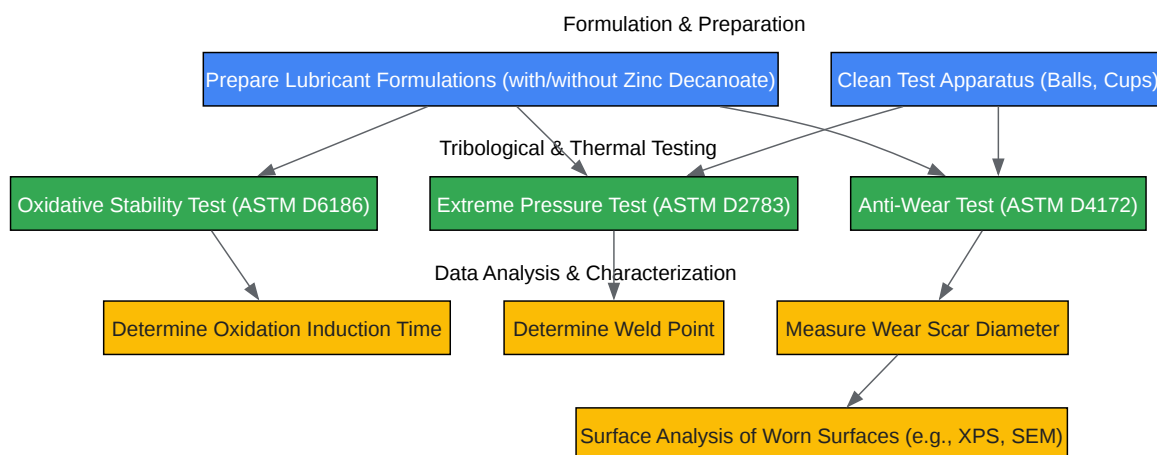 Formulation & Preparation
Prepare Lubricant Formulations (with/without Zinc Decanoate)
Clean Test Apparatus (Balls, Cups)
Tribological & Thermal Testing
Oxidative Stability Test (ASTM D6186)
Extreme Pressure Test (ASTM D2783)
Anti-Wear Test (ASTM D4172)
Data Analysis & Characterization
Determine Oxidation Induction Time
Determine Weld Point
Measure Wear Scar Diameter
Surface Analysis of Worn Surfaces (e.g., XPS, SEM)